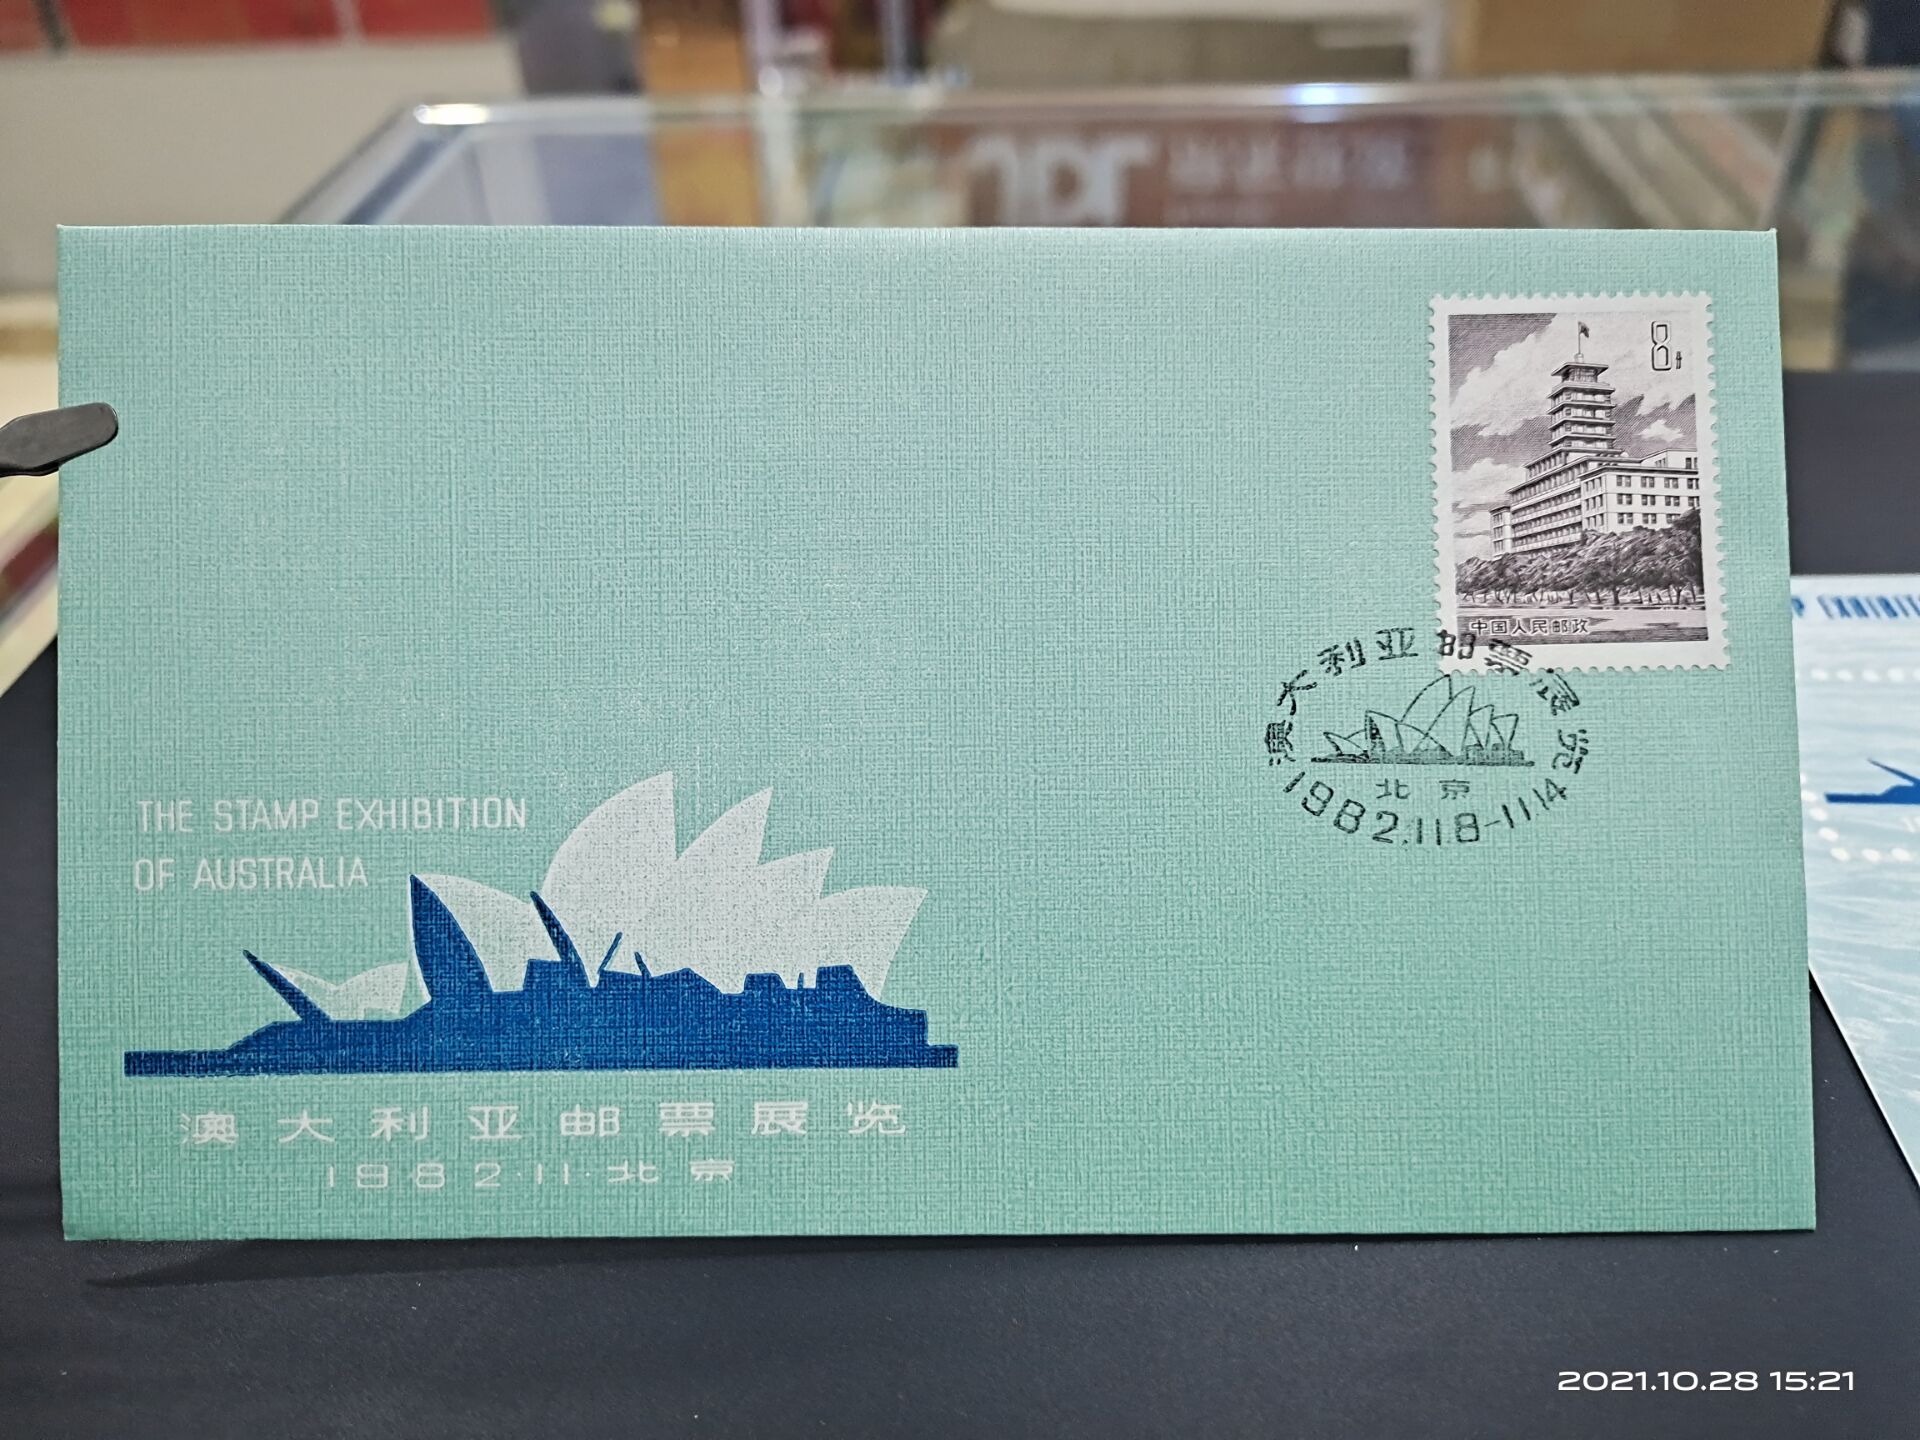 8分
中国人民邮政
澳大利亚邮票展览
北京
1982.11.8-11.14
THE STAMP EXHIBITION
OF AUSTRALIA
澳大利亚邮票展览
1982·11·北京
EXHIBIT
2021.10.28 15:21